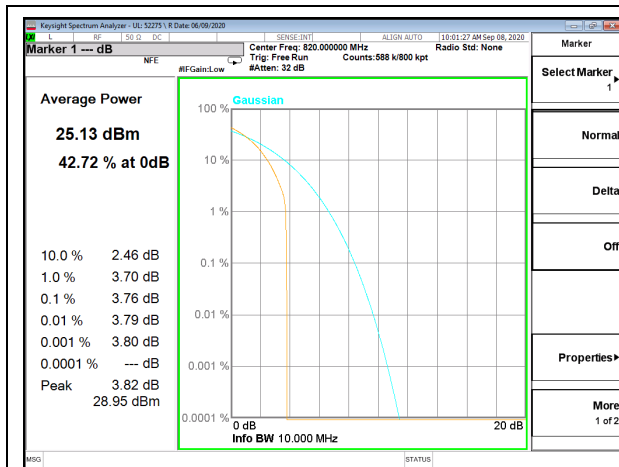 Keysight Spectrum Analyzer - UL: 52275 \ R Date: 06/09/2020
LXI L RF 50 Ω DC SENSE:INT ALIGN AUTO 10:01:27 AM Sep 08, 2020
Marker 1 --- dB
NFE
#IFGain:Low
Center Freq: 820.000000 MHz
Trig: Free Run
#Atten: 32 dB
Counts:588 k/800 kpt
Radio Std: None
Average Power
25.13 dBm
42.72 % at 0dB
10.0 % 2.46 dB
1.0 % 3.70 dB
0.1 % 3.76 dB
0.01 % 3.79 dB
0.001 % 3.80 dB
0.0001 % --- dB
Peak 3.82 dB
28.95 dBm
Gaussian
100 %
10 %
1 %
0.1 %
0.01 %
0.001 %
0.0001 %
0 dB
20 dB
Info BW 10.000 MHz
Marker
Select Marker
1
Normal
Delta
Off
Properties
More
1 of 2
MSG
STATUS